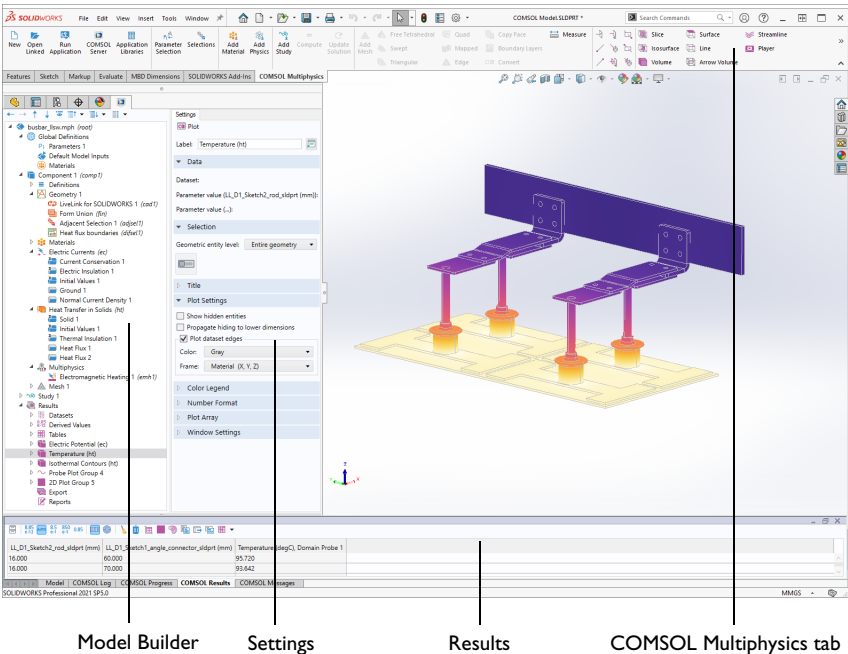 SOLIDWORKS File Edit View Insert Tools Window COMSOL Model.SLDPRT * Search Commands
New Open Linked Run Application COMSOL Server Application Libraries Parameter Selection Selections Add Material Add Physics Add Study Compute Update Solution Add Mesh
Free Tetrahedral Quad Copy Face Measure Slice Surface Streamline
Swept Mapped Boundary Layers Isosurface Line Player
Triangular Edge Convert Volume Arrow Volume
Features Sketch Markup Evaluate MBD Dimensions SOLIDWORKS Add-Ins COMSOL Multiphysics
busbar_llsw.mph (root)
Global Definitions
Pi Parameters 1
Default Model Inputs
Materials
Component 1 (comp1)
Definitions
Geometry 1
LiveLink for SOLIDWORKS 1 (cad1)
Form Union (fin)
Adjacent Selection 1 (adjsel1)
Heat flux boundaries (difsel1)
Materials
Electric Currents (ec)
Current Conservation 1
Electric Insulation 1
Initial Values 1
Ground 1
Normal Current Density 1
Heat Transfer in Solids (ht)
Solid 1
Initial Values 1
Thermal Insulation 1
Heat Flux 1
Heat Flux 2
Multiphysics
Electromagnetic Heating 1 (emh1)
Mesh 1
Study 1
Results
Datasets
Derived Values
Tables
Electric Potential (ec)
Temperature (ht)
Isothermal Contours (ht)
Probe Plot Group 4
2D Plot Group 5
Export
Reports
Settings
Plot
Label: Temperature (ht)
Data
Dataset:
Parameter value (LL_D1_Sketch2_rod_sldprt (mm)):
Parameter value (...):
Selection
Geometric entity level: Entire geometry
Title
Plot Settings
Show hidden entities
Propagate hiding to lower dimensions
Plot dataset edges
Color: Gray
Frame: Material (X, Y, Z)
Color Legend
Number Format
Plot Array
Window Settings
z
y x
LL_D1_Sketch2_rod_sldprt (mm) LL_D1_Sketch1_angle_connector_sldprt (mm) Temperature (degC), Domain Probe 1
16.000 60.000 95.720
16.000 70.000 93.642
Model COMSOL Log COMSOL Progress COMSOL Results COMSOL Messages
SOLIDWORKS Professional 2021 SP5.0 MMGS
Model Builder Settings Results COMSOL Multiphysics tab